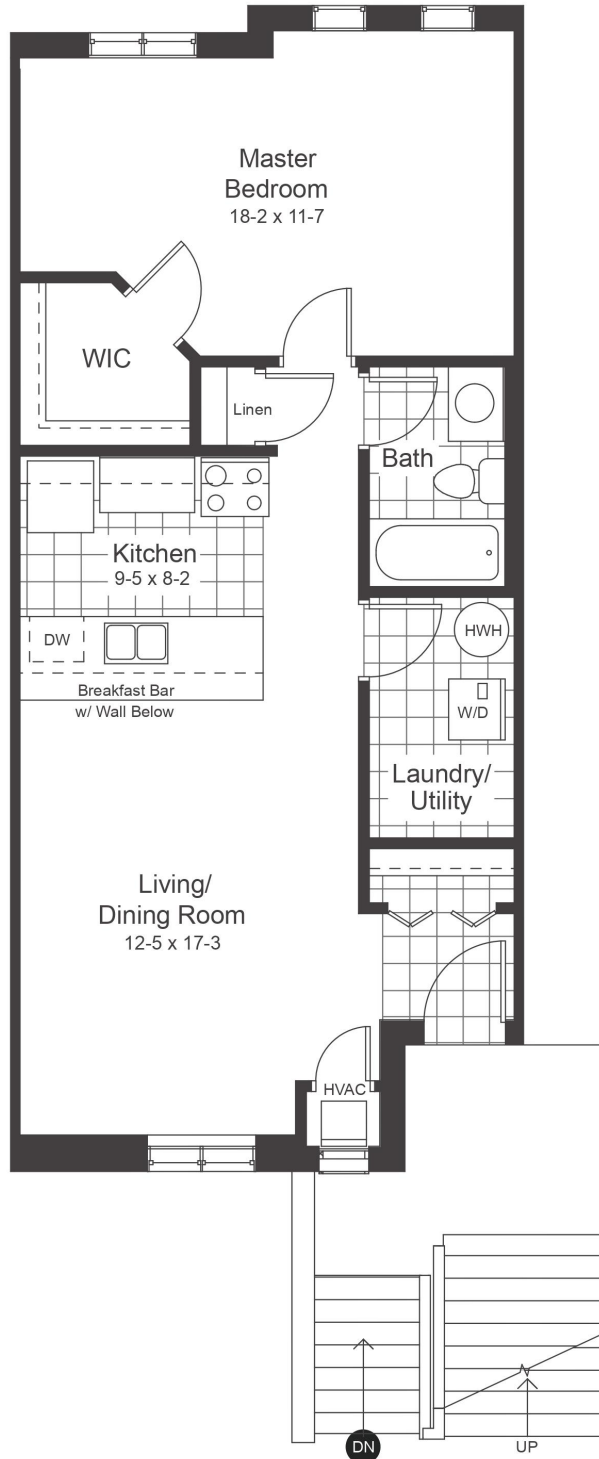 Master
Bedroom
18-2 x 11-7
WIC
Linen
Bath
Kitchen
9-5 x 8-2
DW
HWH
W/D
Breakfast Bar
w/ Wall Below
Laundry/
Utility
Living/
Dining Room
12-5 x 17-3
HVAC
DN
UP